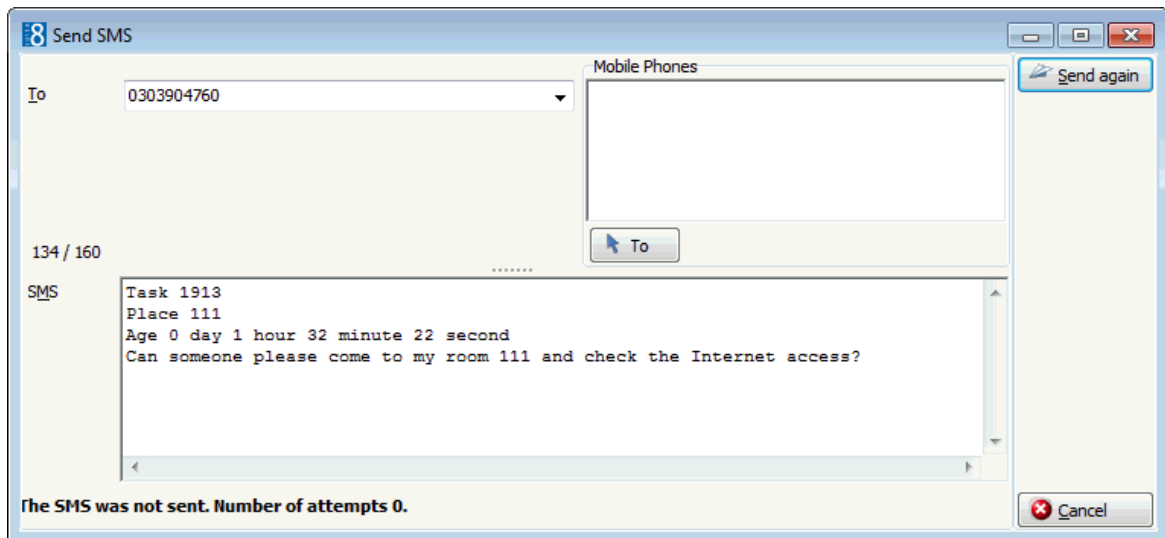 8 Send SMS
Mobile Phones
Send again
To 0303904760
To
134 / 160
SMS
Task 1913
Place 111
Age 0 day 1 hour 32 minute 22 second
Can someone please come to my room 111 and check the Internet access?
The SMS was not sent. Number of attempts 0.
Cancel